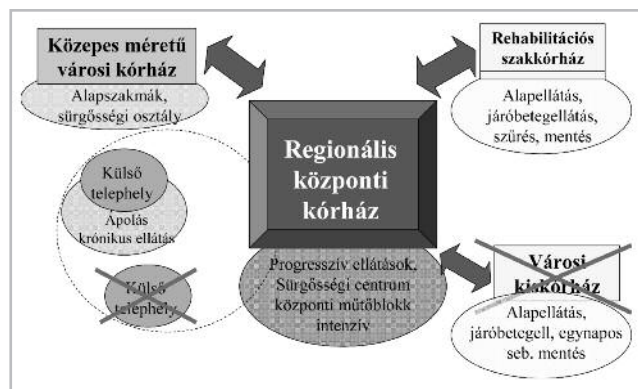 Közepes méretű
városi kórház
Alapszakmák,
sürgősségi osztály
Rehabilitációs
szakkórház
Alapellátás,
járóbetegellátás,
szűrés, mentés
Regionális
központi
kórház
Progresszív ellátások,
Sürgősségi centrum
központi műtőblokk
intenzív
Külső
telephely
Ápolás
krónikus ellátás
Külső
telephely
Városi
kiskórház
Alapellátás,
járóbetegell, egynapos
seb. mentés